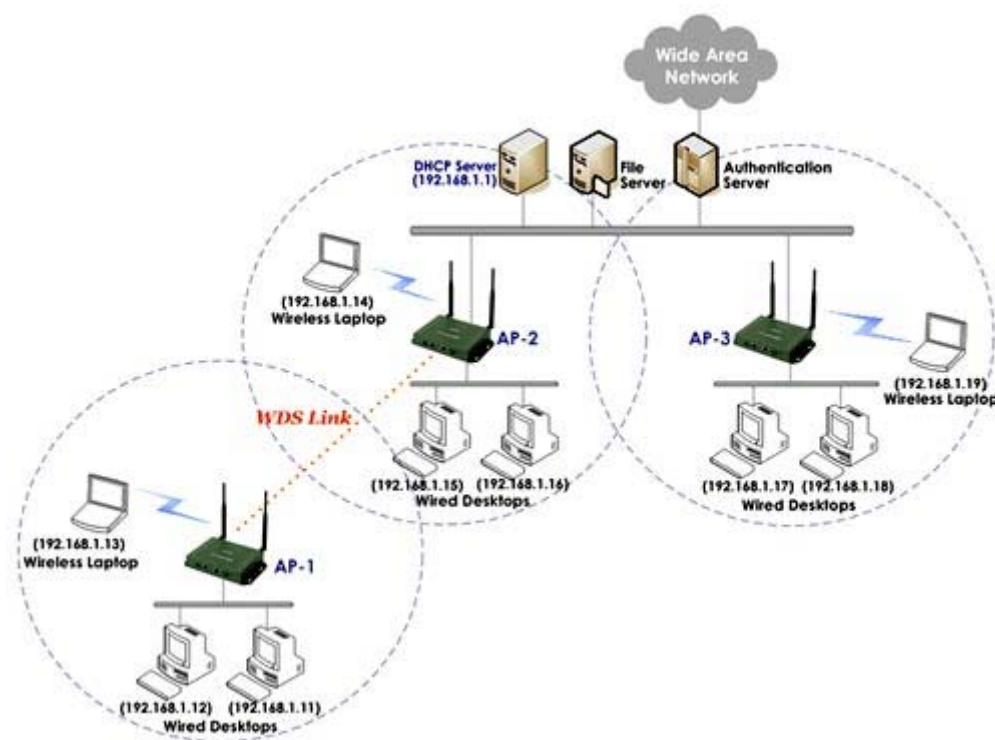 Wide Area
Network
DHCP Server
(192.168.1.1)
File
Server
Authentication
Server
(192.168.1.14)
Wireless Laptop
AP-2
AP-3
(192.168.1.19)
Wireless Laptop
WDS Link
(192.168.1.15)
(192.168.1.16)
Wired Desktops
(192.168.1.17)
(192.168.1.18)
Wired Desktops
(192.168.1.13)
Wireless Laptop
AP-1
(192.168.1.12)
(192.168.1.11)
Wired Desktops